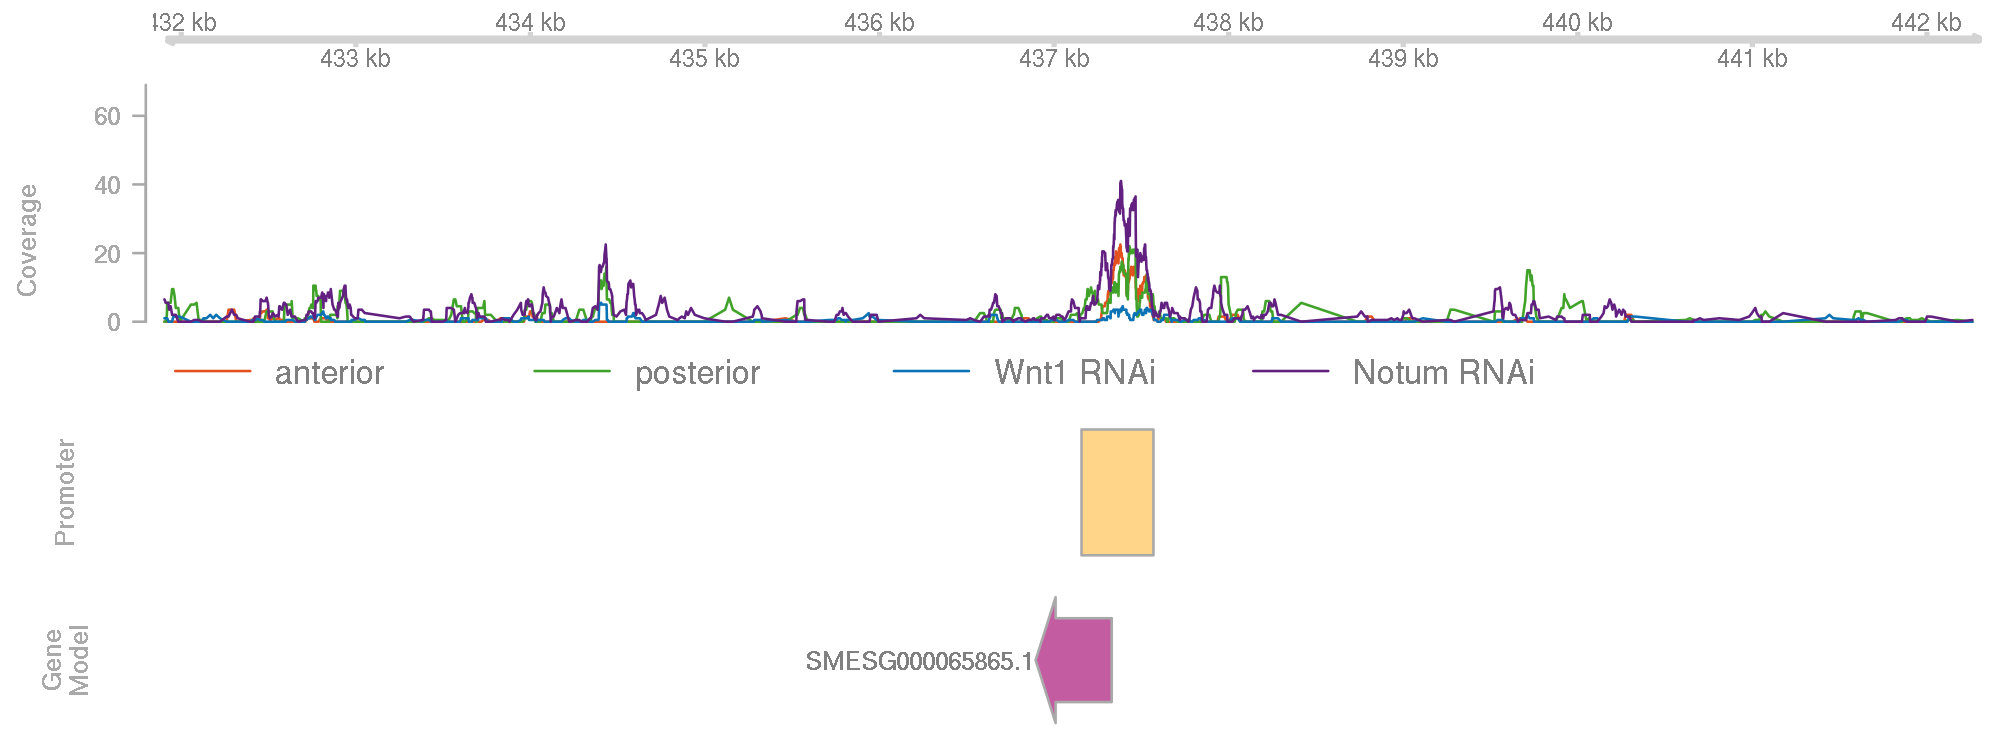 432 kb 434 kb 436 kb 438 kb 440 kb 442 kb
433 kb 435 kb 437 kb 439 kb 441 kb
Coverage
60
40
20
0
anterior posterior Wnt1 RNAi Notum RNAi
Promoter
Gene
Model
SMESG000065865.1